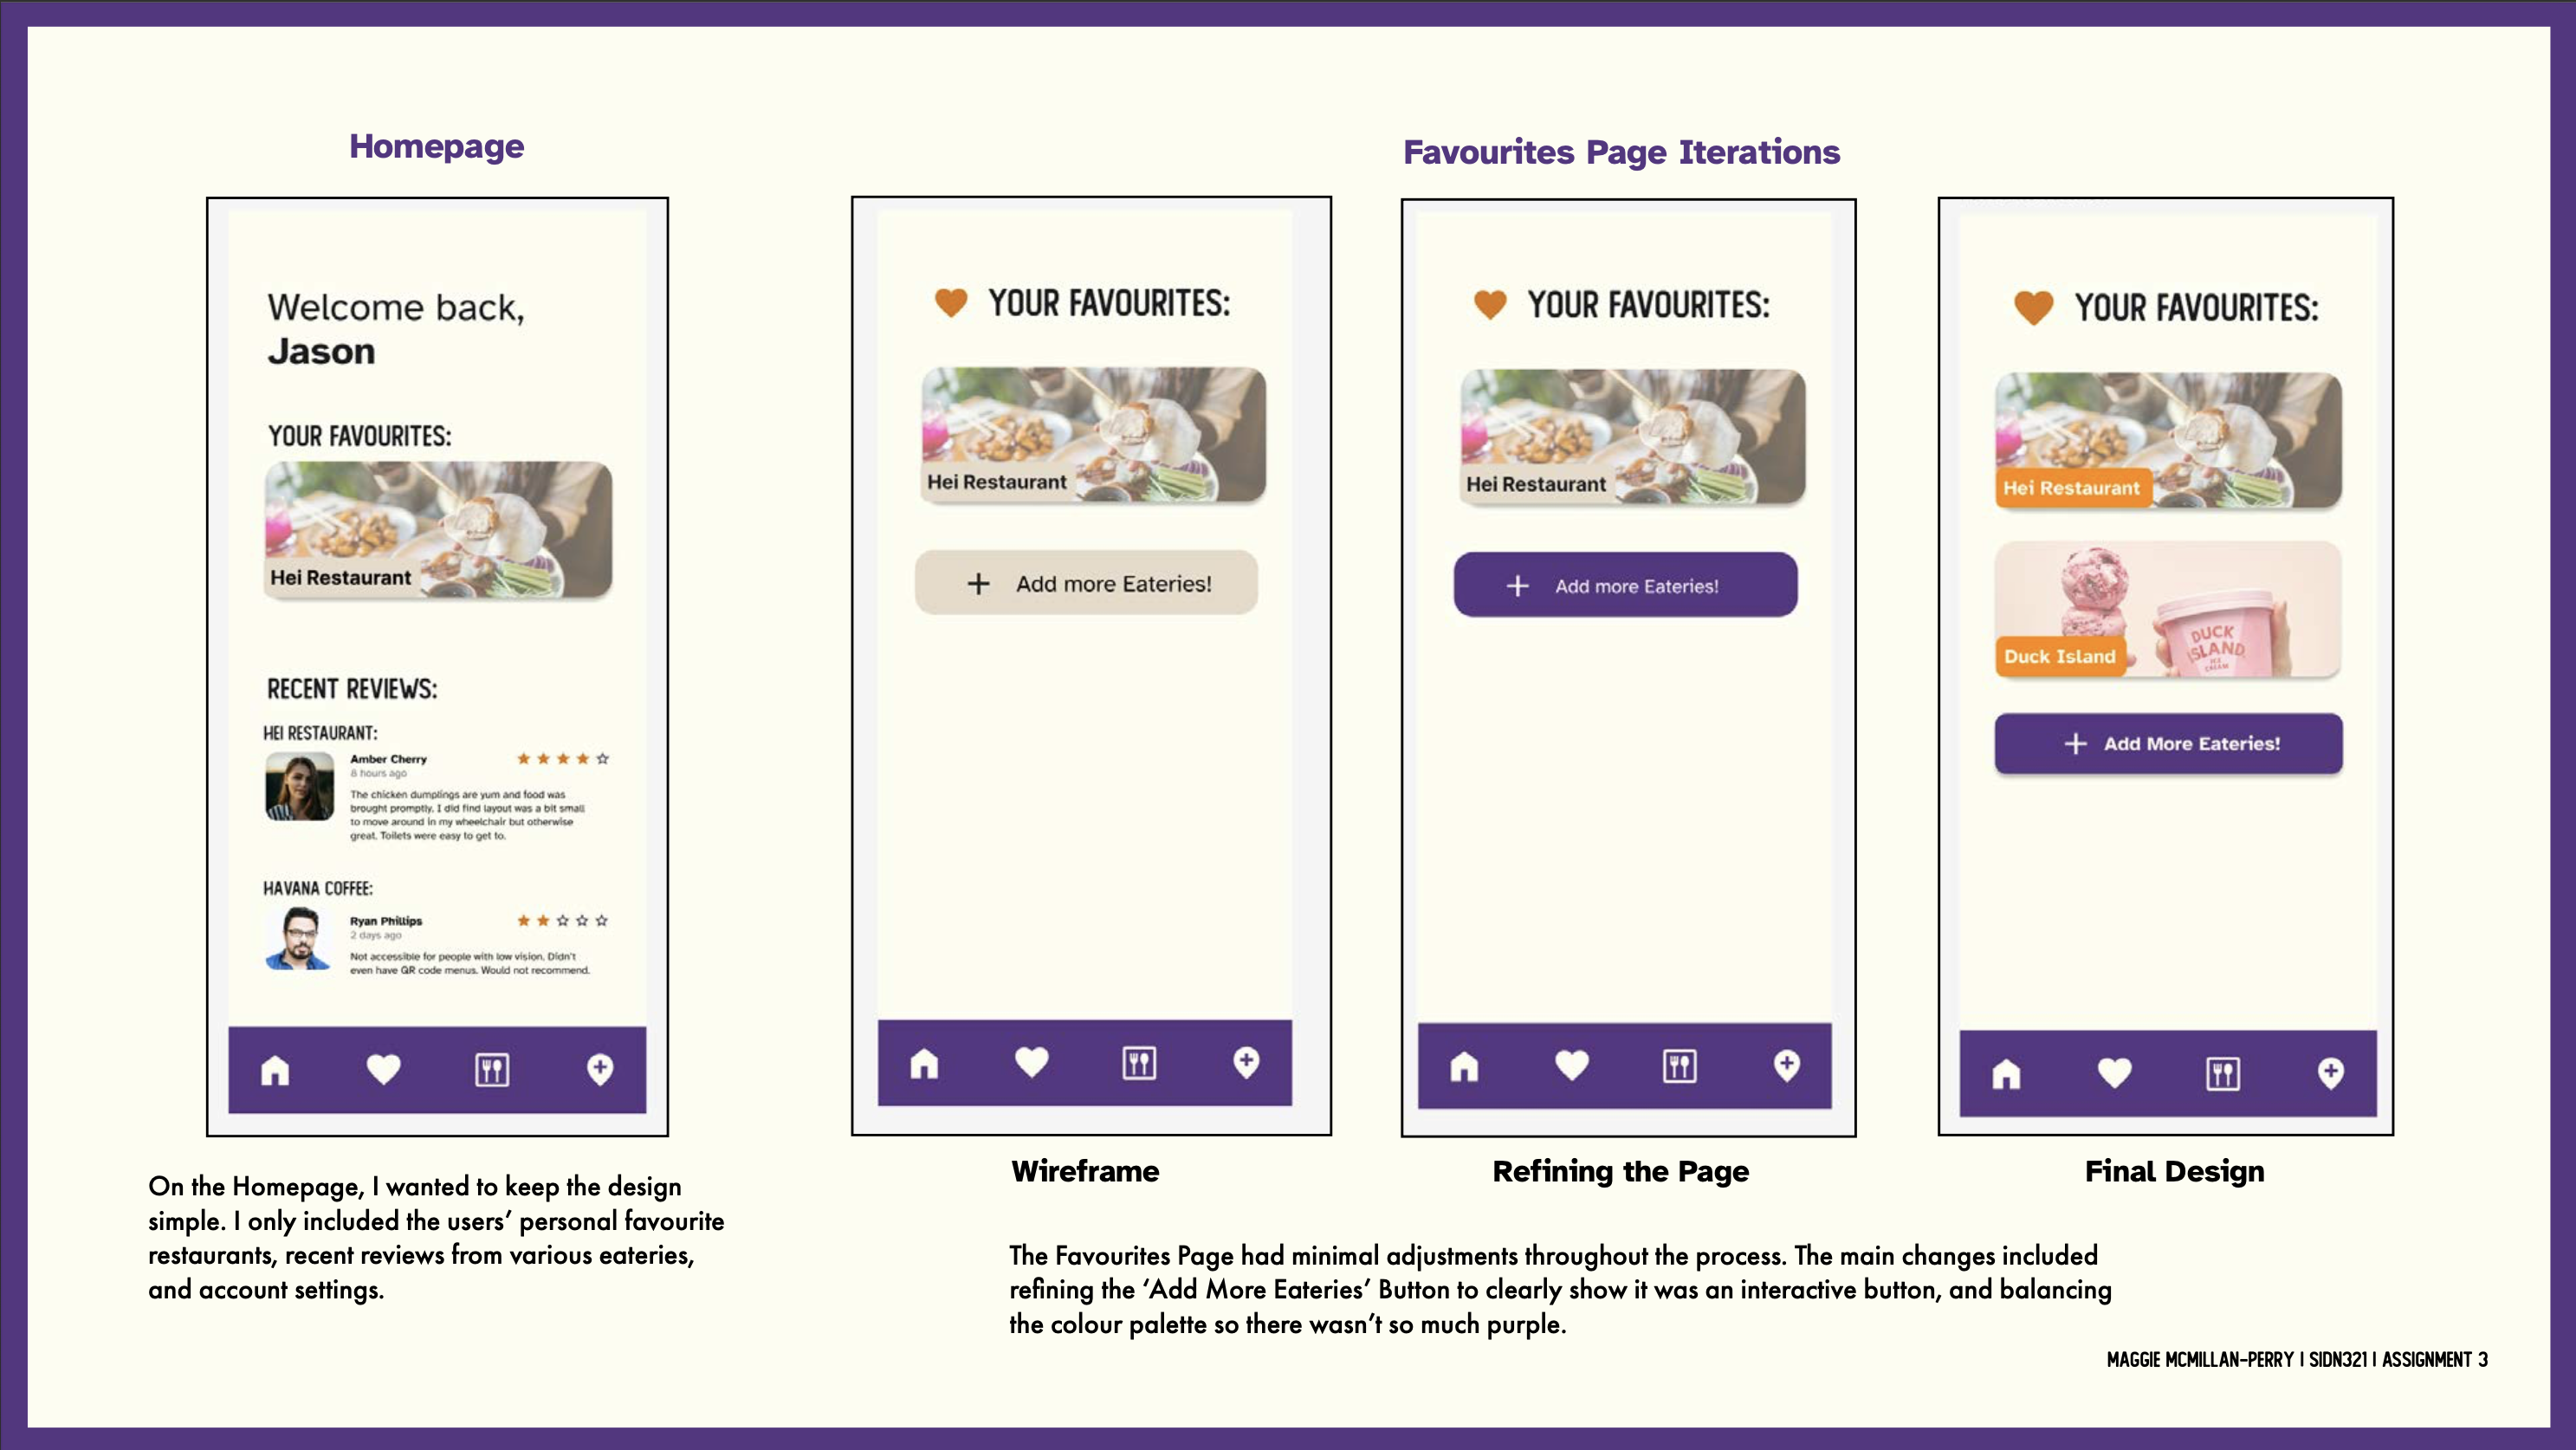 Homepage
Welcome back,
Jason
YOUR FAVOURITES:
Hei Restaurant
RECENT REVIEWS:
HEI RESTAURANT:
Amber Cherry
8 hours ago
The chicken dumplings are yum and food was
brought promptly. I did find layout was a bit small
to move around in my wheelchair but otherwise
great. Toilets were easy to get to.
HAVANA COFFEE:
Ryan Phillips
2 days ago
Not accessible for people with low vision. Didn't
even have QR code menus. Would not recommend.
On the Homepage, I wanted to keep the design
simple. I only included the users’ personal favourite
restaurants, recent reviews from various eateries,
and account settings.
Favourites Page Iterations
YOUR FAVOURITES:
Hei Restaurant
+ Add more Eateries!
Wireframe
YOUR FAVOURITES:
Hei Restaurant
+ Add more Eateries!
Refining the Page
YOUR FAVOURITES:
Hei Restaurant
DUCK
ISLAND
ICE
CREAM
Duck Island
+ Add More Eateries!
Final Design
The Favourites Page had minimal adjustments throughout the process. The main changes included
refining the ‘Add More Eateries’ Button to clearly show it was an interactive button, and balancing
the colour palette so there wasn’t so much purple.
MAGGIE MCMILLAN-PERRY | SIDN321 | ASSIGNMENT 3